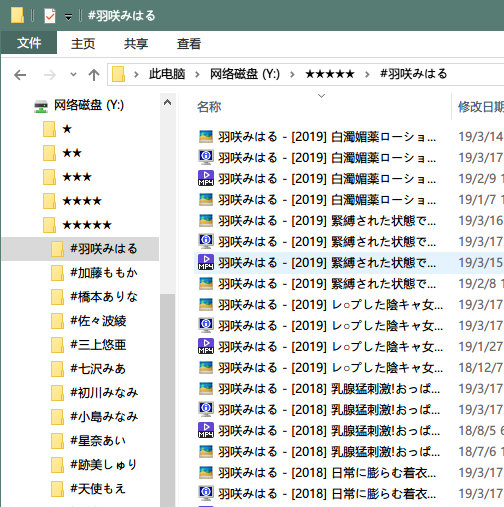 #羽咲みはる
文件 主页 共享 查看
此电脑 网络磁盘 (Y:) ★★★★★ #羽咲みはる
网络磁盘 (Y:)
★
★★
★★★
★★★★
★★★★★
#羽咲みはる
#加藤ももか
#橋本ありな
#佐々波綾
#三上悠亜
#七沢みあ
#初川みなみ
#小島みなみ
#星奈あい
#跡美しゅり
#天使もえ
名称 修改日期
羽咲みはる - [2019] 白濁媚薬ローショ... 19/3/14
羽咲みはる - [2019] 白濁媚薬ローショ... 19/3/17
MP4 羽咲みはる - [2019] 白濁媚薬ローショ... 19/2/9 1
羽咲みはる - [2019] 白濁媚薬ローショ... 19/1/7 1
羽咲みはる - [2019] 緊縛された状態で... 19/3/16
羽咲みはる - [2019] 緊縛された状態で... 19/3/17
MP4 羽咲みはる - [2019] 緊縛された状態で... 19/3/15
羽咲みはる - [2019] 緊縛された状態で... 19/2/8 1
羽咲みはる - [2019] レ○プした陰キャ女... 19/3/17
羽咲みはる - [2019] レ○プした陰キャ女... 19/3/17
MP4 羽咲みはる - [2019] レ○プした陰キャ女... 19/1/27
羽咲みはる - [2019] レ○プした陰キャ女... 18/12/7
羽咲みはる - [2018] 乳腺猛刺激!おっぱ... 19/3/17
羽咲みはる - [2018] 乳腺猛刺激!おっぱ... 19/3/17
MP4 羽咲みはる - [2018] 乳腺猛刺激!おっぱ... 18/8/5 6
羽咲みはる - [2018] 乳腺猛刺激!おっぱ... 18/7/6 1
羽咲みはる - [2018] 日常に膨らむ着衣... 19/3/17